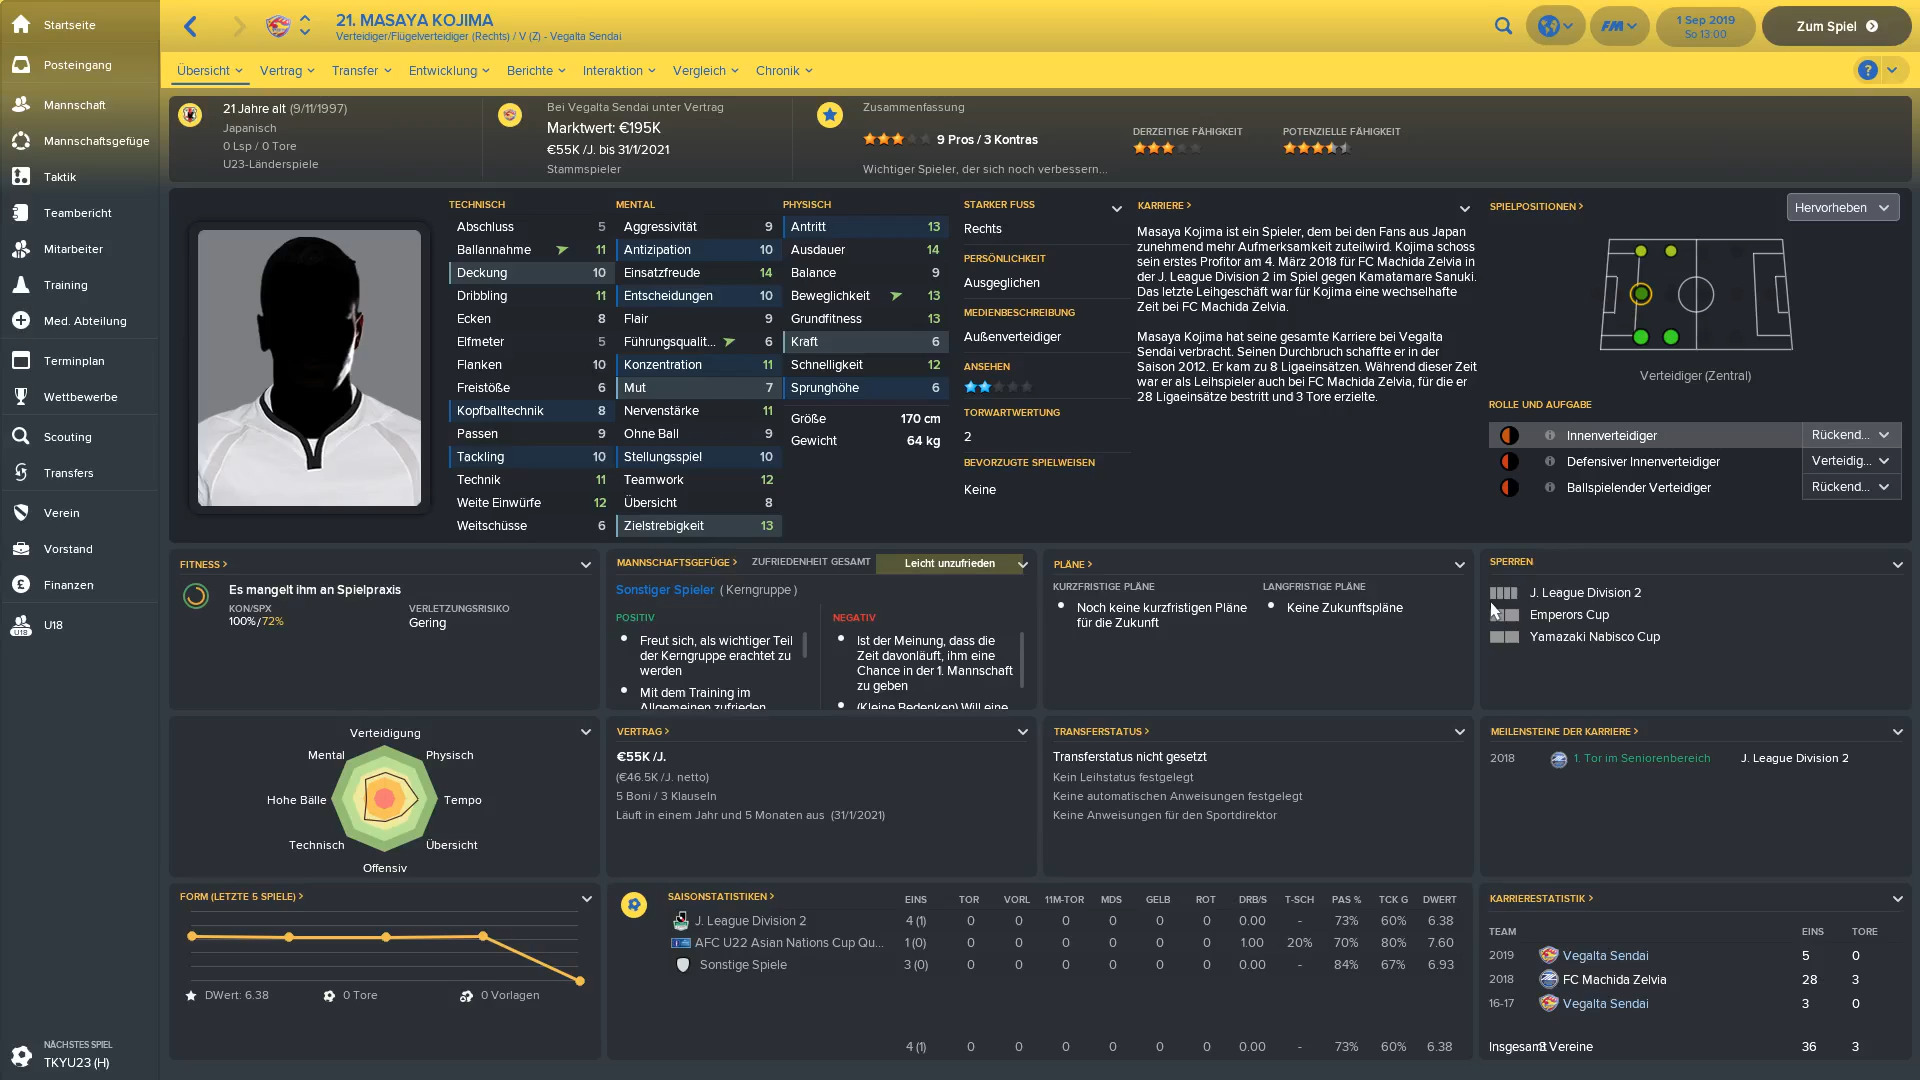 Startseite
Posteingang
Mannschaft
Mannschaftsgefüge
Taktik
Teambericht
Mitarbeiter
Training
Med. Abteilung
Terminplan
Wettbewerbe
Scouting
Transfers
Verein
Vorstand
Finanzen
U18
U18
NÄCHSTES SPIEL
TKYU23 (H)
21. MASAYA KOJIMA
Verteidiger/Flügelverteidiger (Rechts) / V (Z) - Vegalta Sendai
FM
1 Sep 2019
So 13:00
Zum Spiel
Übersicht Vertrag Transfer Entwicklung Berichte Interaktion Vergleich Chronik
?
21 Jahre alt (9/11/1997)
Japanisch
0 Lsp / 0 Tore
U23-Länderspiele
Bei Vegalta Sendai unter Vertrag
Marktwert: €195K
€55K /J. bis 31/1/2021
Stammspieler
Zusammenfassung
9 Pros / 3 Kontras
Wichtiger Spieler, der sich noch verbessern...
DERZEITIGE FÄHIGKEIT
POTENZIELLE FÄHIGKEIT
TECHNISCH
Abschluss 5
Ballannahme 11
Deckung 10
Dribbling 11
Ecken 8
Elfmeter 5
Flanken 10
Freistöße 6
Kopfballtechnik 8
Passen 9
Tackling 10
Technik 11
Weite Einwürfe 12
Weitschüsse 6
MENTAL
Aggressivität 9
Antizipation 10
Einsatzfreude 14
Entscheidungen 10
Flair 9
Führungsqualit... 6
Konzentration 11
Mut 7
Nervenstärke 11
Ohne Ball 9
Stellungsspiel 10
Teamwork 12
Übersicht 8
Zielstrebigkeit 13
PHYSISCH
Antritt 13
Ausdauer 14
Balance 9
Beweglichkeit 13
Grundfitness 13
Kraft 6
Schnelligkeit 12
Sprunghöhe 6
Größe 170 cm
Gewicht 64 kg
STARKER FUSS
Rechts
PERSÖNLICHKEIT
Ausgeglichen
MEDIENBESCHREIBUNG
Außenverteidiger
ANSEHEN
TORWARTWERTUNG
2
BEVORZUGTE SPIELWEISEN
Keine
KARRIERE >
Masaya Kojima ist ein Spieler, dem bei den Fans aus Japan
zunehmend mehr Aufmerksamkeit zuteilwird. Kojima schoss
sein erstes Profitor am 4. März 2018 für FC Machida Zelvia in
der J. League Division 2 im Spiel gegen Kamatamare Sanuki.
Das letzte Leihgeschäft war für Kojima eine wechselhafte
Zeit bei FC Machida Zelvia.
Masaya Kojima hat seine gesamte Karriere bei Vegalta
Sendai verbracht. Seinen Durchbruch schaffte er in der
Saison 2012. Er kam zu 8 Ligaeinsätzen. Während dieser Zeit
war er als Leihspieler auch bei FC Machida Zelvia, für die er
28 Ligaeinsätze bestritt und 3 Tore erzielte.
SPIELPOSITIONEN >
Hervorheben
Verteidiger (Zentral)
ROLLE UND AUFGABE
Innenverteidiger Rückend...
Defensiver Innenverteidiger Verteidig...
Ballspielender Verteidiger Rückend...
FITNESS >
Es mangelt ihm an Spielpraxis
KON/SPX
100%/72%
VERLETZUNGSRISIKO
Gering
MANNSCHAFTSGEFÜGE > ZUFRIEDENHEIT GESAMT Leicht unzufrieden
Sonstiger Spieler ( Kerngruppe )
POSITIV
Freut sich, als wichtiger Teil
der Kerngruppe erachtet zu
werden
Mit dem Training im
Allgemeinen zufrieden
NEGATIV
Ist der Meinung, dass die
Zeit davonläuft, ihm eine
Chance in der 1. Mannschaft
zu geben
(Kleine Bedenken) Will eine
PLÄNE >
KURZFRISTIGE PLÄNE
Noch keine kurzfristigen Pläne
für die Zukunft
LANGFRISTIGE PLÄNE
Keine Zukunftspläne
SPERREN
J. League Division 2
Emperors Cup
Yamazaki Nabisco Cup
Verteidigung
Physisch
Tempo
Übersicht
Offensiv
Technisch
Hohe Bälle
Mental
VERTRAG >
€55K /J.
(€46.5K /J. netto)
5 Boni / 3 Klauseln
Läuft in einem Jahr und 5 Monaten aus (31/1/2021)
TRANSFERSTATUS >
Transferstatus nicht gesetzt
Kein Leihstatus festgelegt
Keine automatischen Anweisungen festgelegt
Keine Anweisungen für den Sportdirektor
MEILENSTEINE DER KARRIERE >
2018 1. Tor im Seniorenbereich J. League Division 2
FORM (LETZTE 5 SPIELE) >
DWert: 6.38 0 Tore 0 Vorlagen
SAISONSTATISTIKEN > EINS TOR VORL 11M-TOR MDS GELB ROT DRB/S T-SCH PAS % TCK G DWERT
J. League Division 2 4 (1) 0 0 0 0 0 0 0.00 - 73% 60% 6.38
AFC U22 Asian Nations Cup Qu... 1 (0) 0 0 0 0 0 0 1.00 20% 70% 80% 7.60
Sonstige Spiele 3 (0) 0 0 0 0 0 0 0.00 - 84% 67% 6.93
4 (1) 0 0 0 0 0 0 0.00 - 73% 60% 6.38
KARRIERESTATISTIK >
TEAM EINS TORE
2019 Vegalta Sendai 5 0
2018 FC Machida Zelvia 28 3
16-17 Vegalta Sendai 3 0
Insgesamt 3 Vereine 36 3